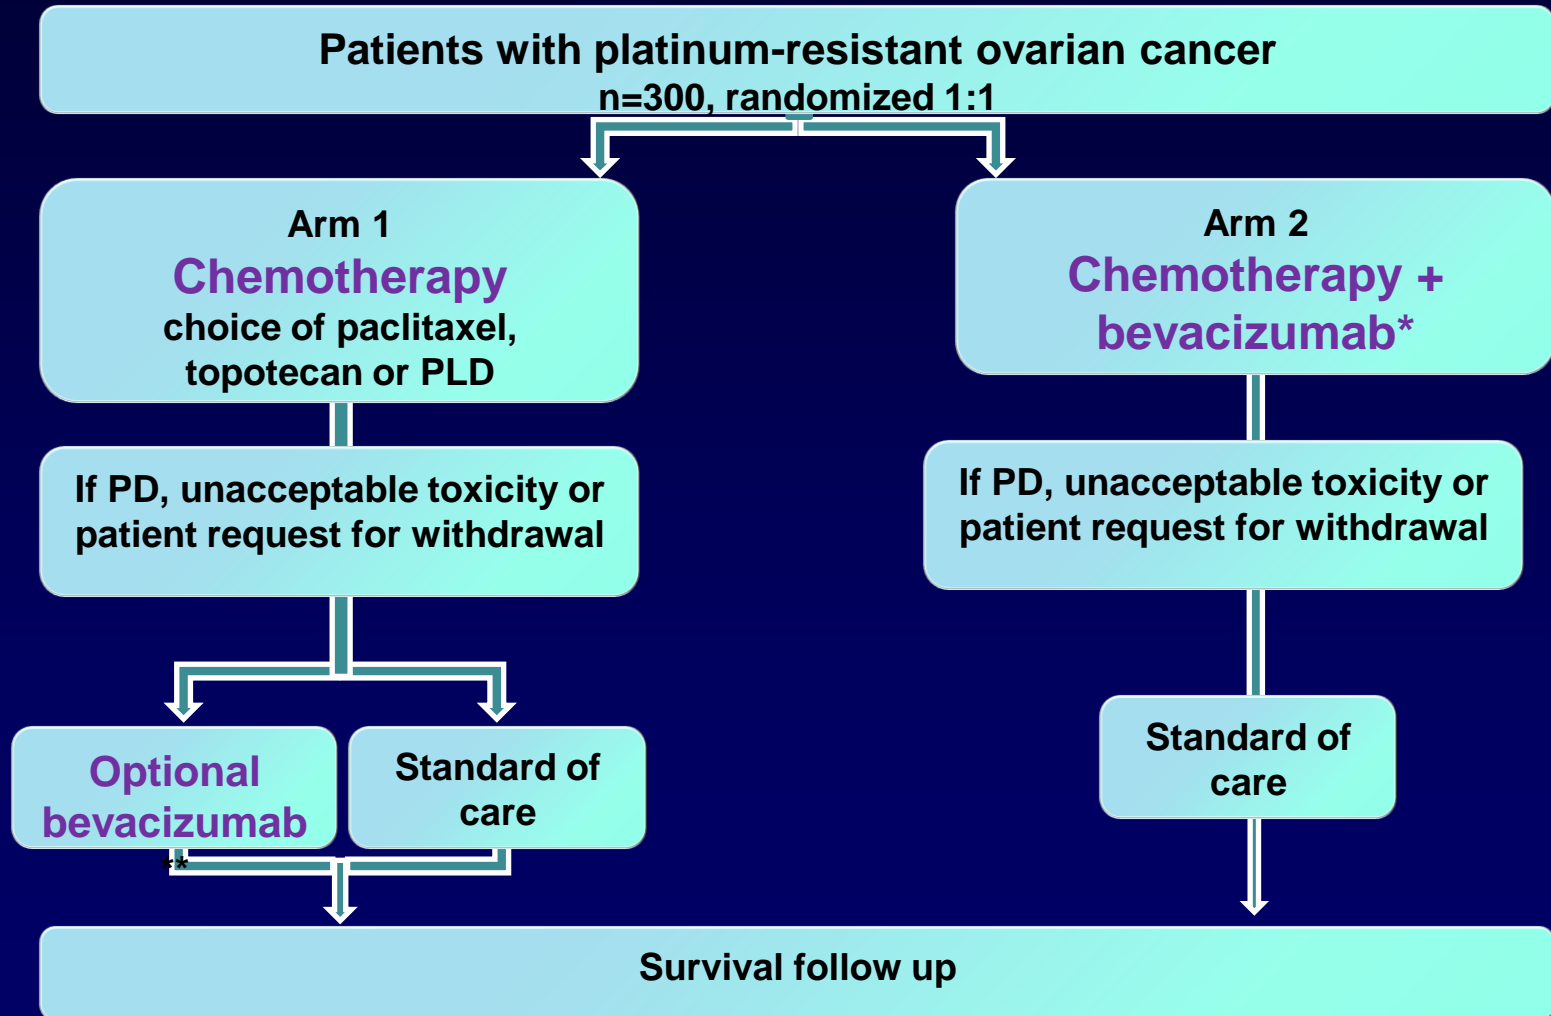 Patients with platinum-resistant ovarian cancer
n=300, randomized 1:1
Arm 1
Chemotherapy
choice of paclitaxel,
topotecan or PLD
Arm 2
Chemotherapy +
bevacizumab*
If PD, unacceptable toxicity or
patient request for withdrawal
If PD, unacceptable toxicity or
patient request for withdrawal
Optional
bevacizumab
**
Standard of
care
Standard of
care
Survival follow up